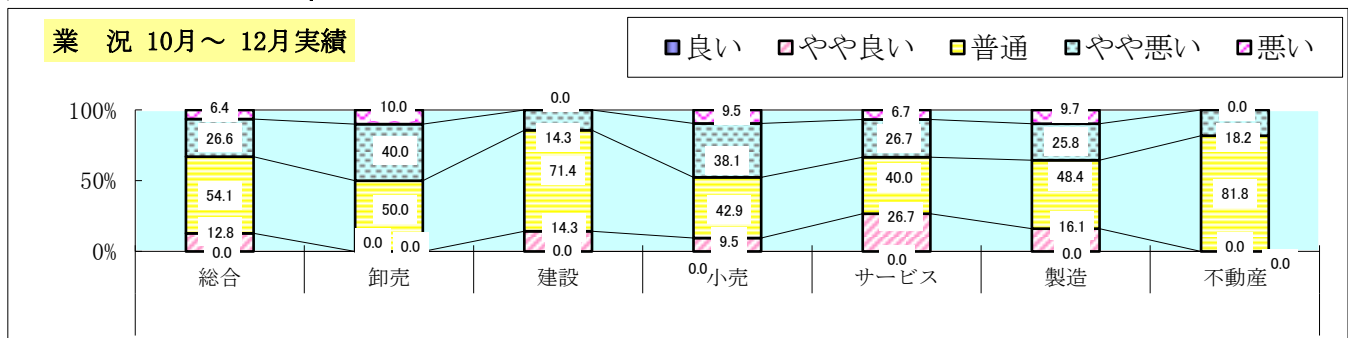 業 況 10月~ 12月実績
良い やや良い 普通 やや悪い 悪い
100% 6.4 10.0 0.0 9.5 6.7 9.7 0.0
26.6 40.0 14.3 38.1 26.7 25.8 18.2
50% 54.1 50.0 71.4 42.9 40.0 48.4 81.8
12.8 0.0 14.3 9.5 26.7 16.1 0.0
0% 0.0 0.0 0.0 0.0 0.0 0.0 0.0
総合 卸売 建設 小売 サービス 製造 不動産